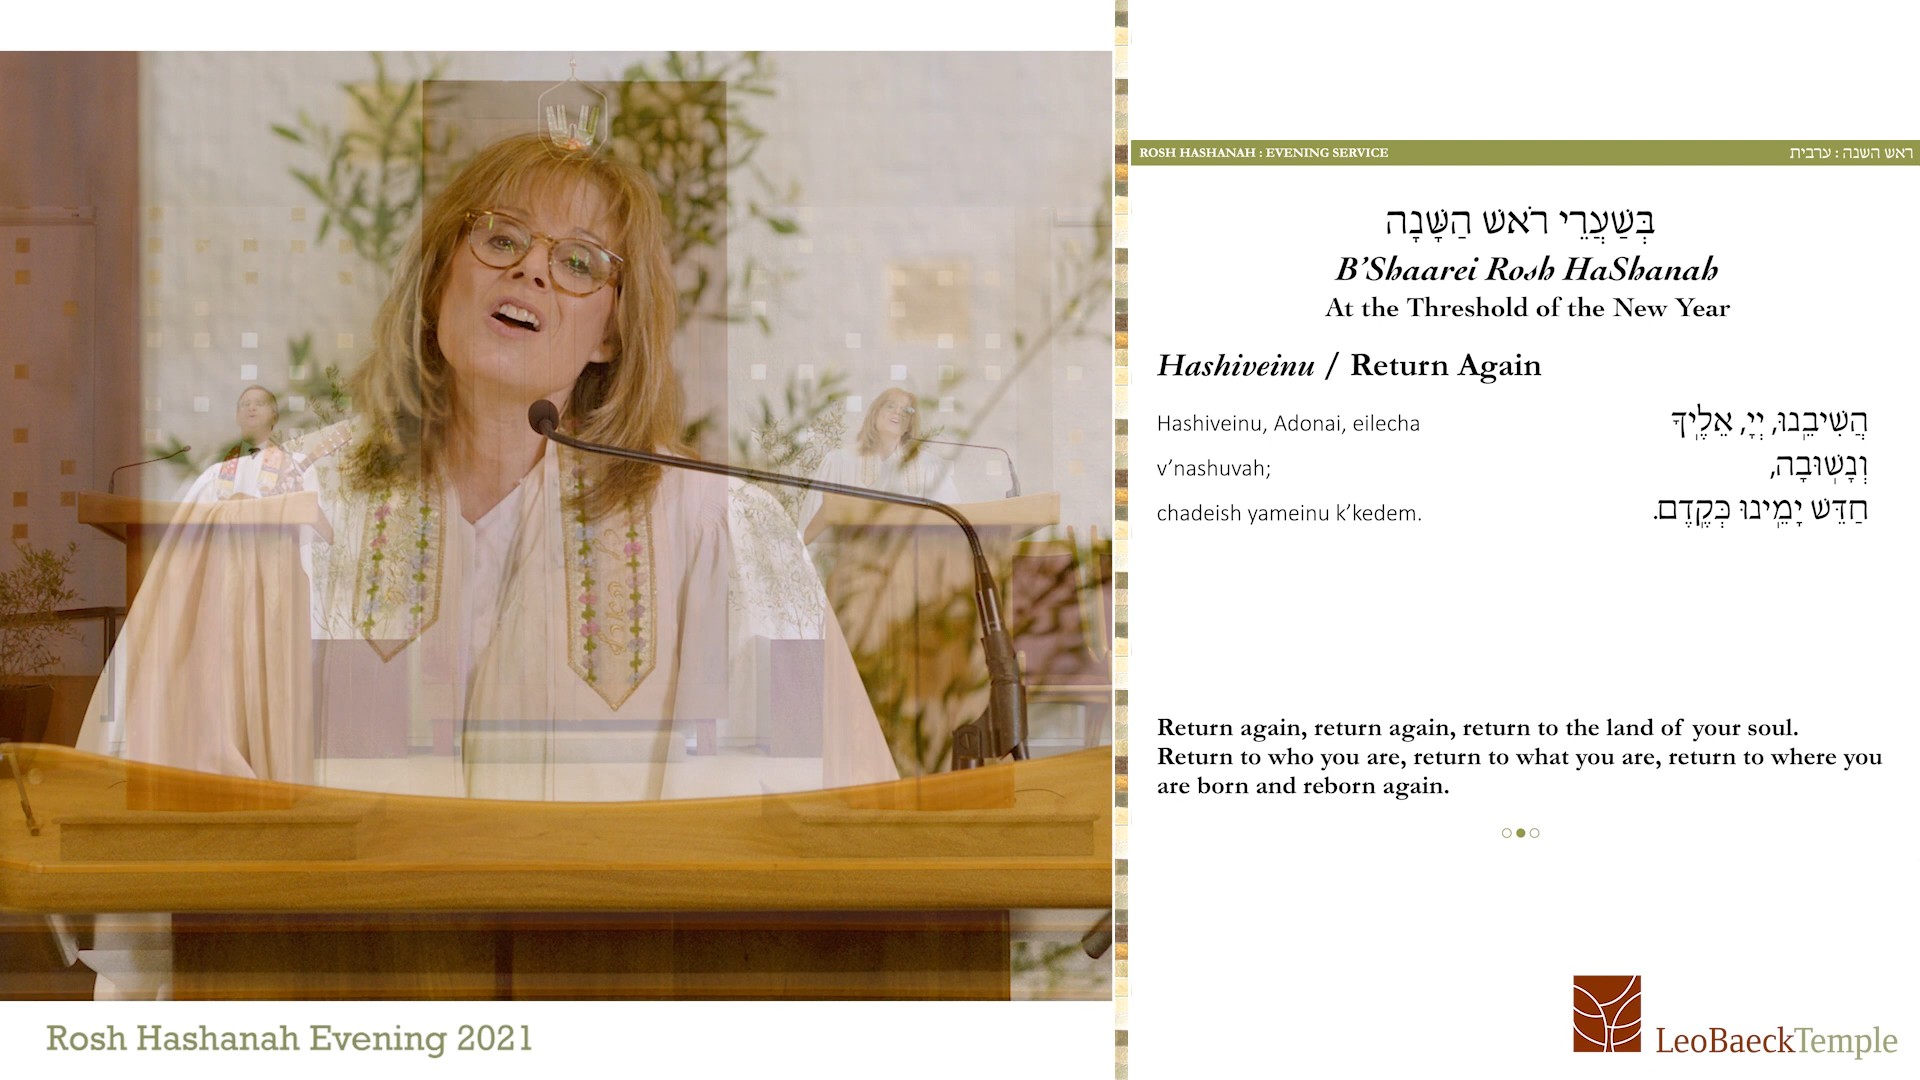 ROSH HASHANAH : EVENING SERVICE
ראש השנה : ערבית
בְּשַׁעֲרֵי רֹאשׁ הַשָּׁנָה
B’Shaarei Rosh HaShanah
At the Threshold of the New Year
Hashiveinu / Return Again
Hashiveinu, Adonai, eilecha
v’nashuvah;
chadeish yameinu k’kedem.
הֲשִׁיבֵֽנוּ, יְיָ, אֵלֶֽיךָ
וְנָשֽׁוּבָה,
חַדֵּשׁ יָמֵֽינוּ כְּקֶֽדֶם.
Return again, return again, return to the land of your soul.
Return to who you are, return to what you are, return to where you
are born and reborn again.
Rosh Hashanah Evening 2021
LeoBaeckTemple